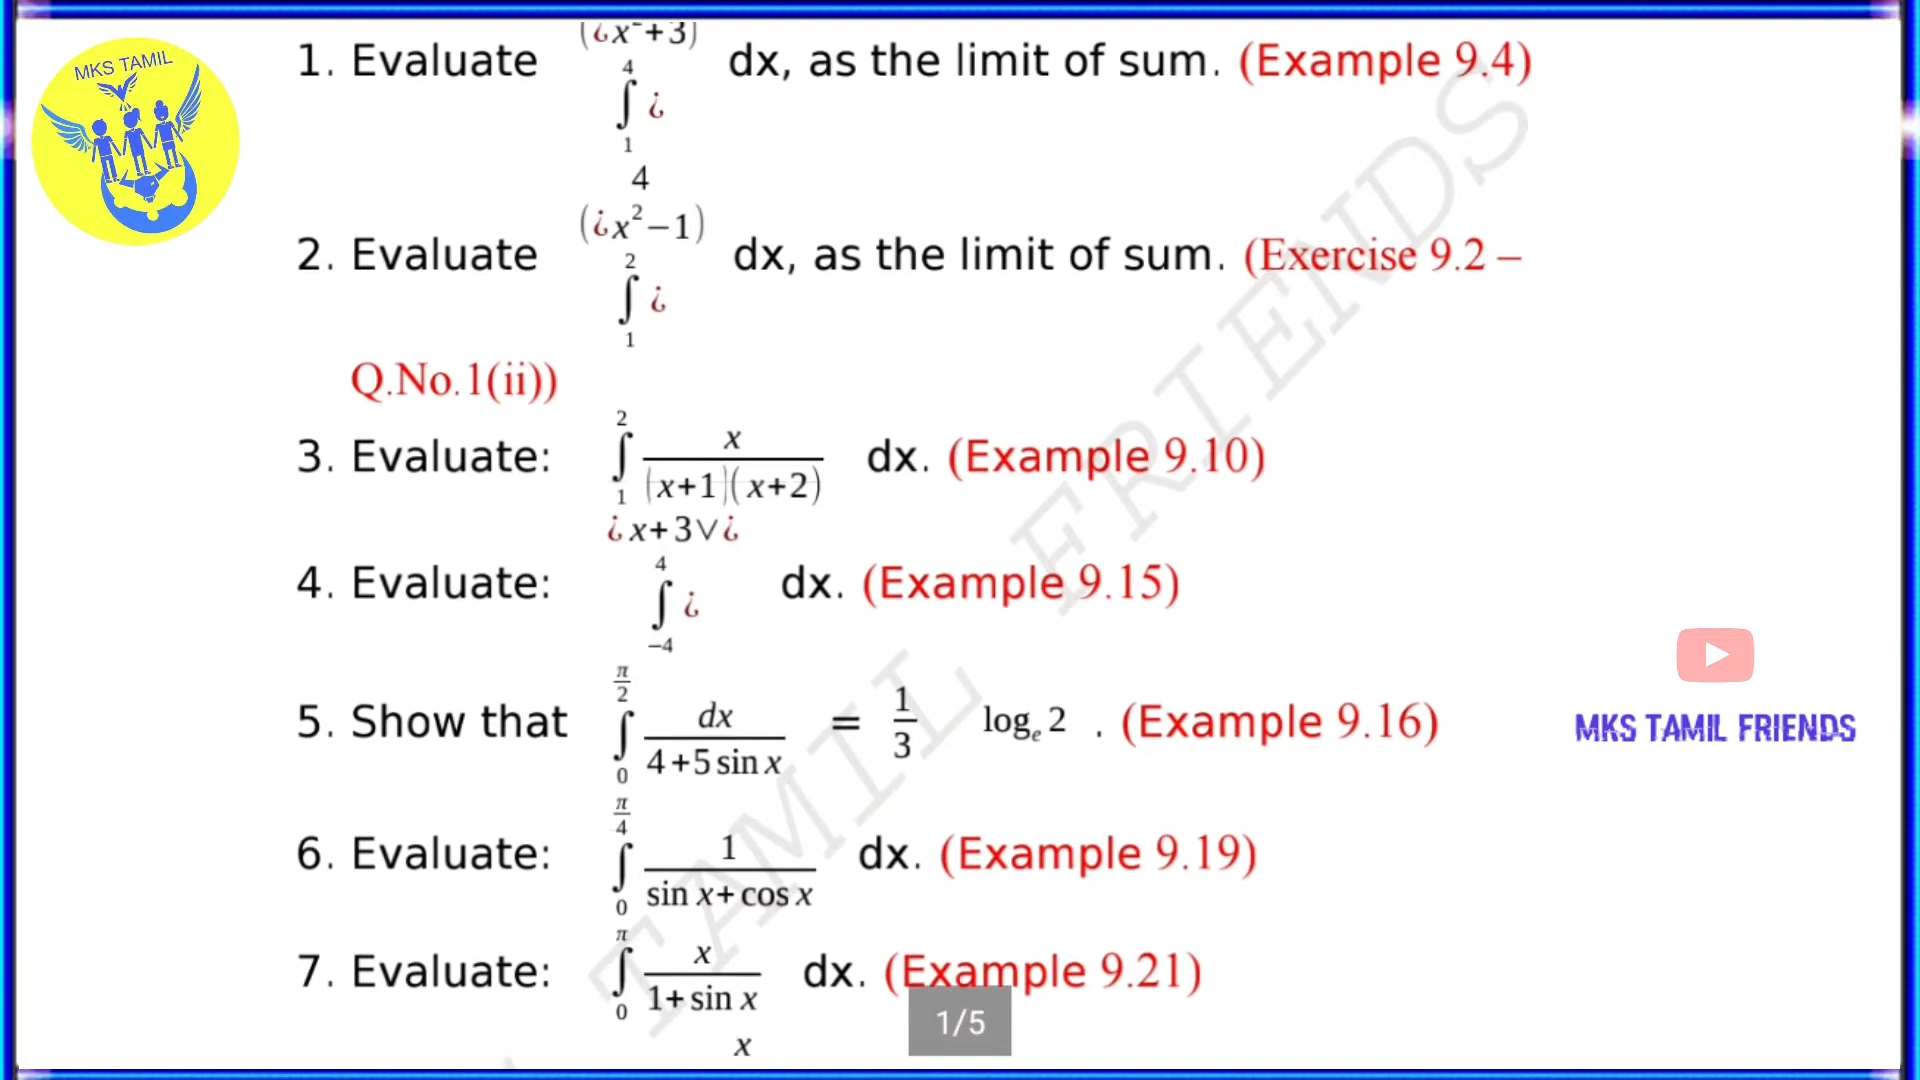 MKS TAMIL
(¿x²+3)
1. Evaluate ∫₁⁴ ¿ dx, as the limit of sum. (Example 9.4)
4
(¿x²−1)
2. Evaluate ∫₁² ¿ dx, as the limit of sum. (Exercise 9.2 –
Q.No.1(ii))
3. Evaluate: ∫₁² x/(x+1)(x+2) dx. (Example 9.10)
¿x+3∨¿
4. Evaluate: ∫₋₄⁴ ¿ dx. (Example 9.15)
5. Show that ∫₀^(π/2) dx/(4+5 sin x) = 1/3 logₑ 2 . (Example 9.16)
6. Evaluate: ∫₀^(π/4) 1/(sin x+cos x) dx. (Example 9.19)
7. Evaluate: ∫₀^π x/(1+sin x) dx. (Example 9.21)
x
1/5
MKS TAMIL FRIENDS
TAMIL FRIENDS